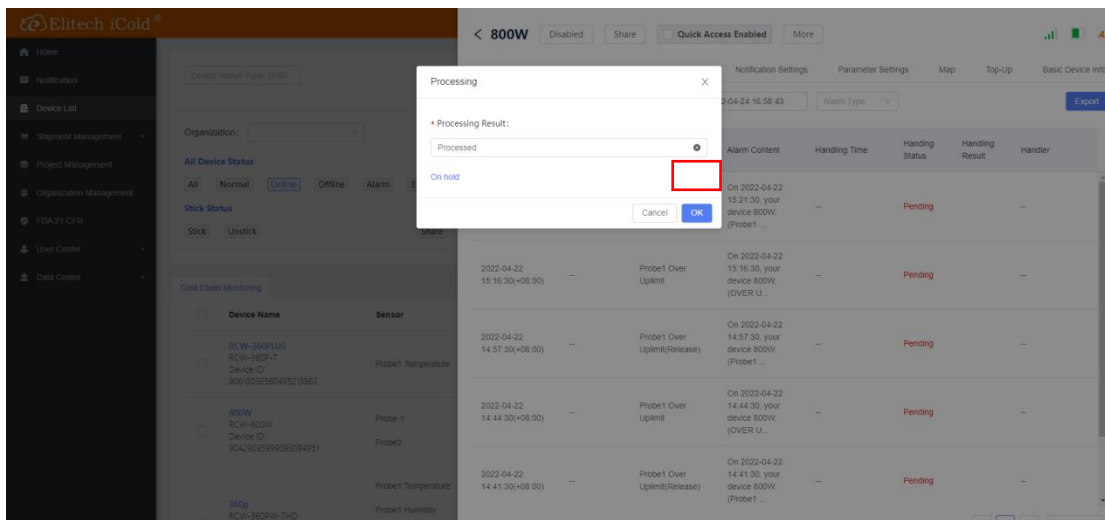 Elitech iCold®
Home
Notification
Device List
Shipment Management
Project Management
Organization Management
FDA 21 CFR
User Center
Data Center
Device Name/ Type/ GUID
Organization:
All Device Status
All Normal Online Offline Alarm
Stick Status
Stick Unstick Share
Cold Chain Monitoring
Device Name Sensor
RCW-360PLUS
RCW-360P-T
Device ID:
Probe1 Temperature
800W
RCW-800W
Device ID:
Probe 1
Probe2
360p
RCW-360PW-THD
Probe1 Temperature
Probe1 Humidity
< 800W Disabled Share Quick Access Enabled More
Notification Settings Parameter Settings Map Top-Up Basic Device Info
2-04-24 16:58:43 Alarm Type Export
Processing
* Processing Result:
Processed
On hold
Cancel OK
Alarm Content Handling Time Handing Status Handing Result Handler
On 2022-04-22
15:21:30, your
device 800W,
(Probe1 ...
-- Pending --
2022-04-22
15:16:30(+08:00)
-- Probe1 Over
Uplimit
On 2022-04-22
15:16:30, your
device 800W,
(OVER U...
-- Pending --
2022-04-22
14:57:30(+08:00)
-- Probe1 Over
Uplimit(Release)
On 2022-04-22
14:57:30, your
device 800W,
(Probe1 ...
-- Pending --
2022-04-22
14:44:30(+08:00)
-- Probe1 Over
Uplimit
On 2022-04-22
14:44:30, your
device 800W,
(OVER U...
-- Pending --
2022-04-22
14:41:30(+08:00)
-- Probe1 Over
Uplimit(Release)
On 2022-04-22
14:41:30, your
device 800W,
(Probe1 ...
-- Pending --